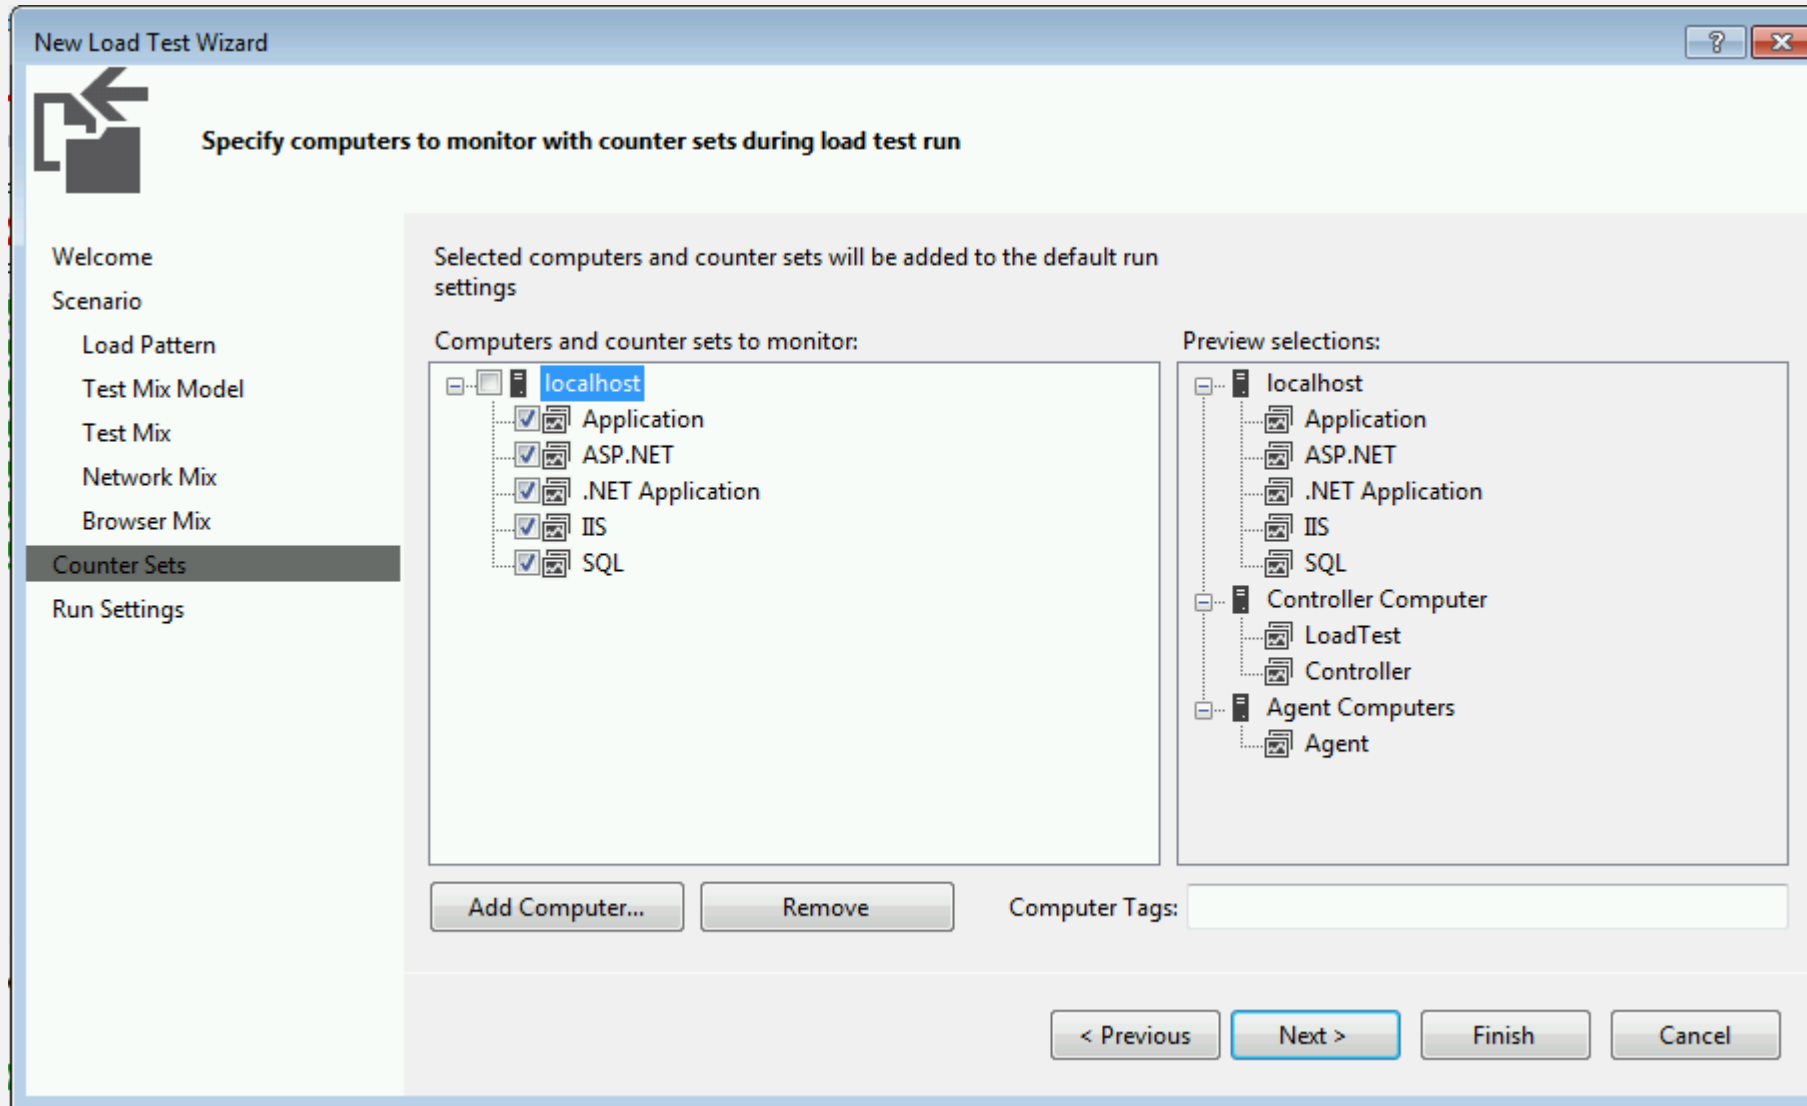 New Load Test Wizard
Specify computers to monitor with counter sets during load test run
Welcome
Scenario
Load Pattern
Test Mix Model
Test Mix
Network Mix
Browser Mix
Counter Sets
Run Settings
Selected computers and counter sets will be added to the default run
settings
Computers and counter sets to monitor:
localhost
Application
ASP.NET
.NET Application
IIS
SQL
Preview selections:
localhost
Application
ASP.NET
.NET Application
IIS
SQL
Controller Computer
LoadTest
Controller
Agent Computers
Agent
Add Computer...
Remove
Computer Tags:
< Previous
Next >
Finish
Cancel